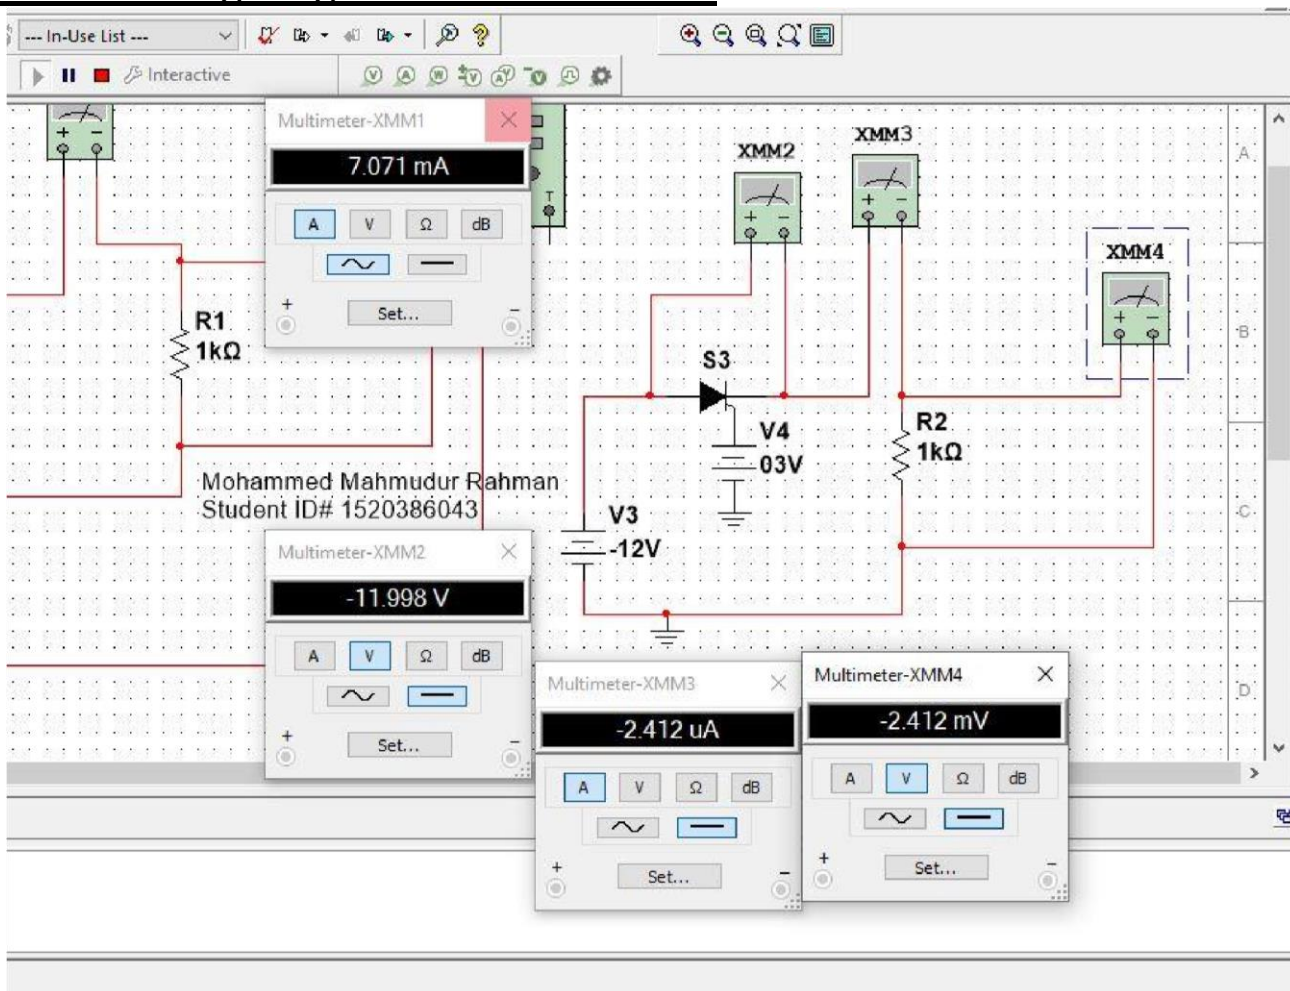 --- In-Use List ---
Interactive
Multimeter-XMM1
7.071 mA
A V Ω dB
+ Set... -
T
XMM2
XMM3
XMM4
A
B
C
D
R1
1kΩ
S3
V4
03V
R2
1kΩ
Mohammed Mahmudur Rahman
Student ID# 1520386043
V3
-12V
Multimeter-XMM2
-11.998 V
A V Ω dB
+ Set... -
Multimeter-XMM3
-2.412 uA
A V Ω dB
+ Set... -
Multimeter-XMM4
-2.412 mV
A V Ω dB
+ Set... -